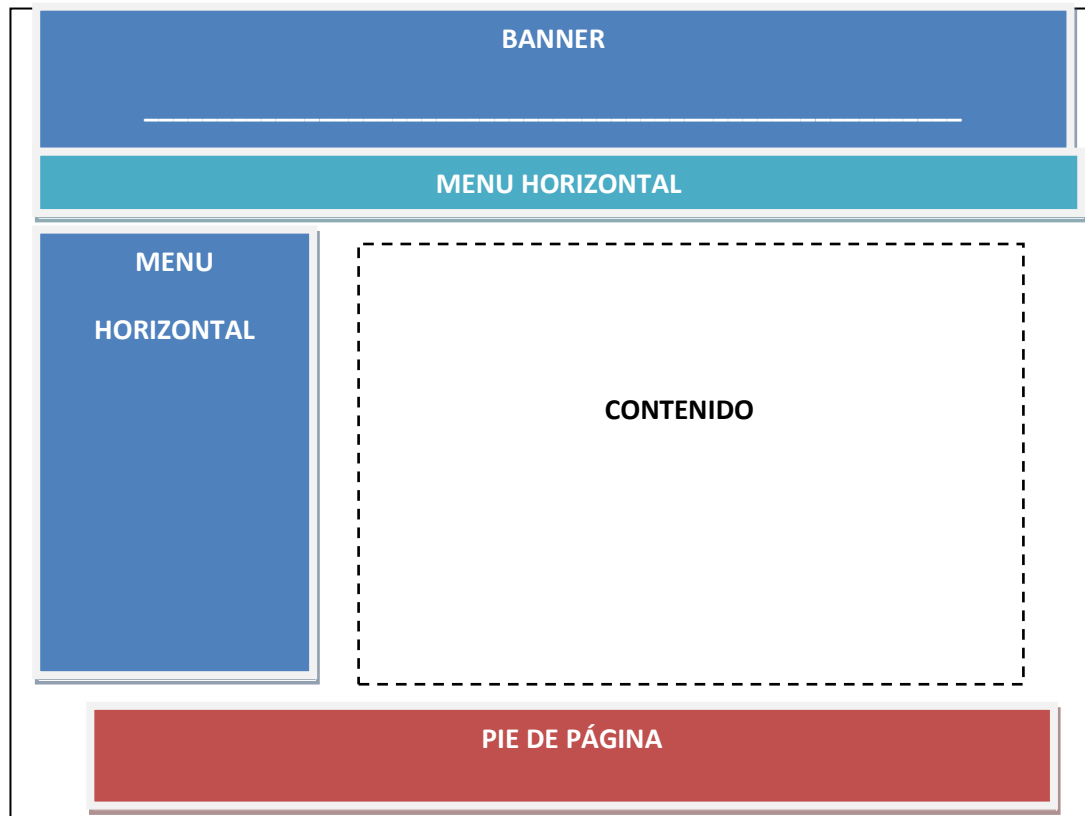 BANNER
MENU HORIZONTAL
MENU
HORIZONTAL
CONTENIDO
PIE DE PÁGINA